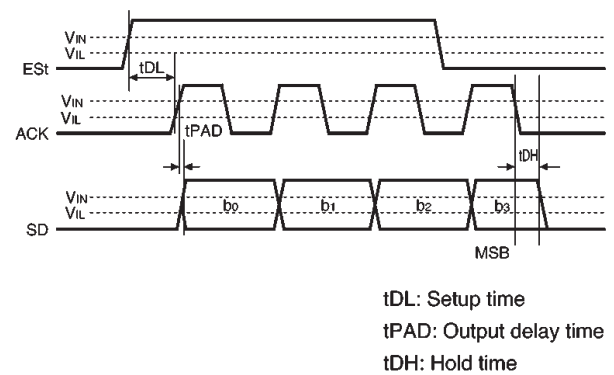 VIN
VIL
ESt
tDL
VIN
VIL
ACK
tPAD
tDH
VIN
VIL
SD
b0
b1
b2
b3
MSB
tDL: Setup time
tPAD: Output delay time
tDH: Hold time